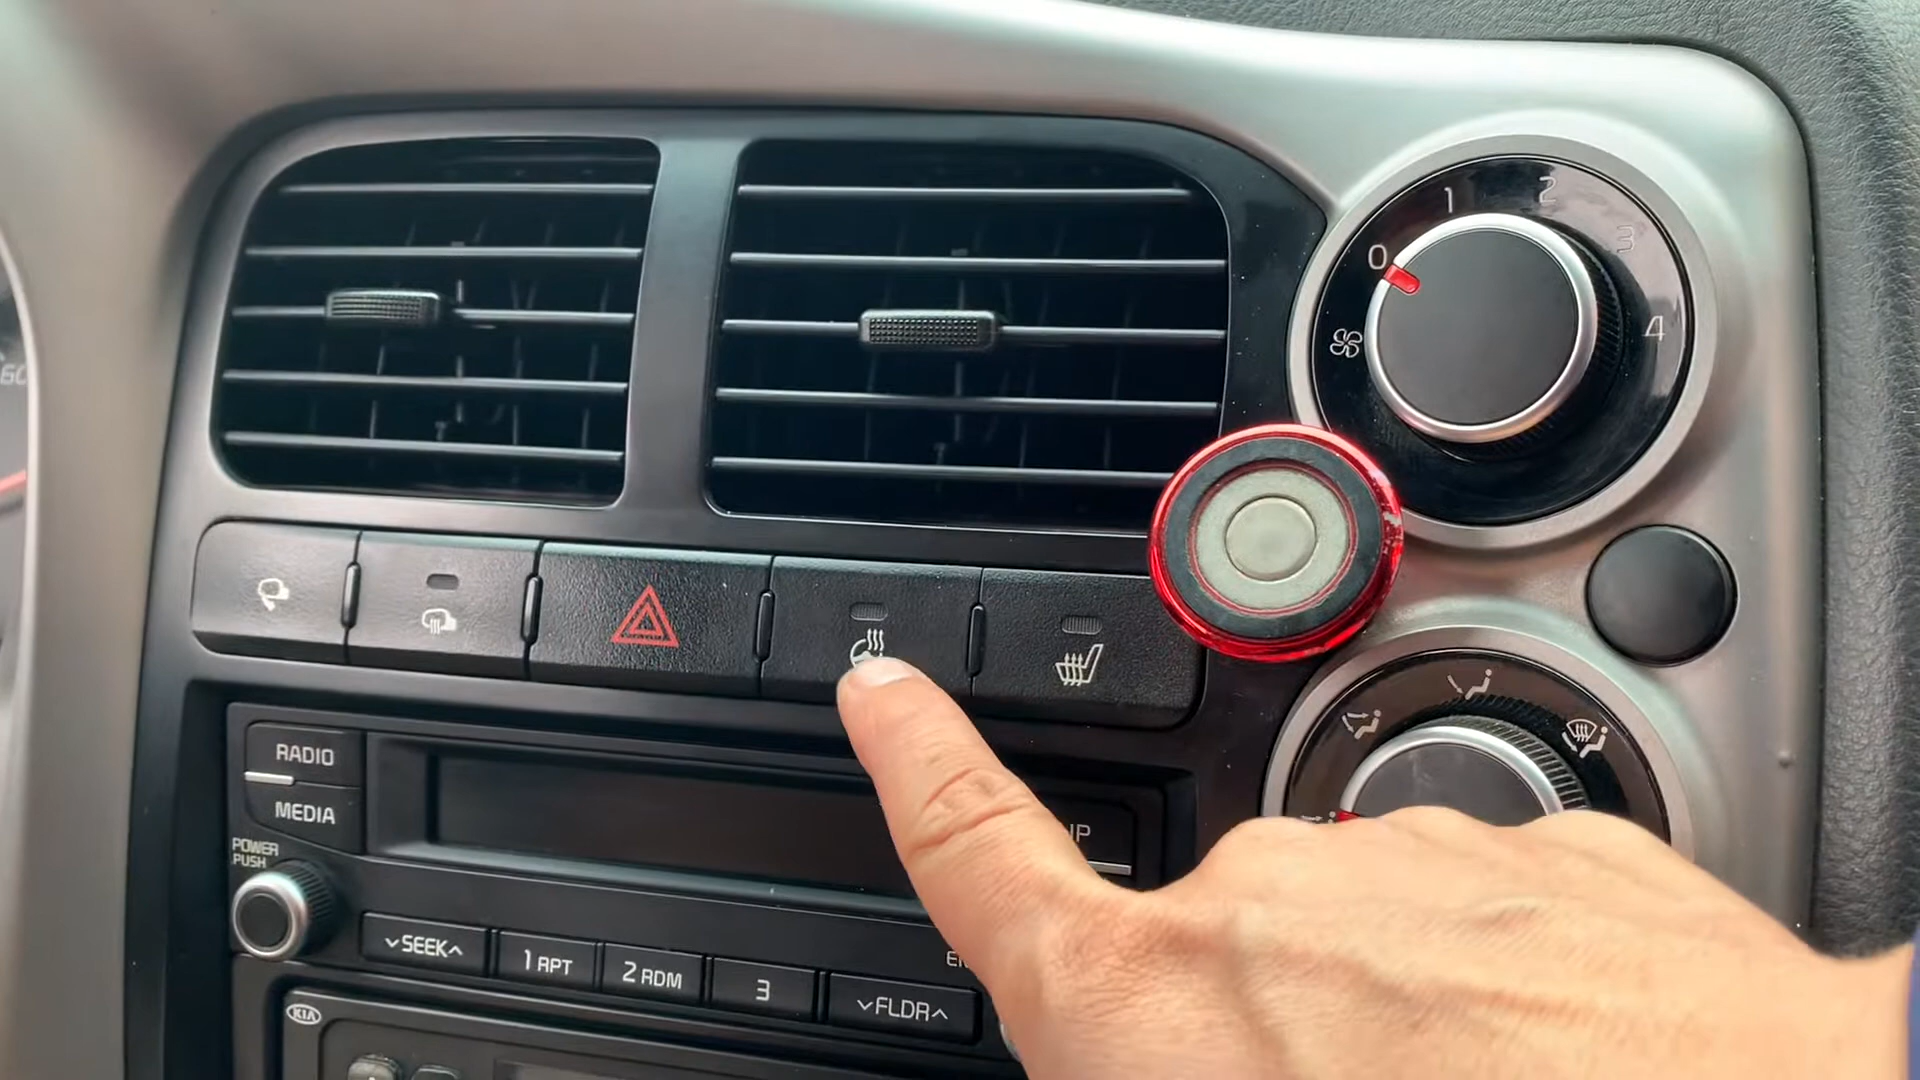 1
2
3
0
4
RADIO
MEDIA
POWER
PUSH
SEEK
1 RPT
2 RDM
3
FLDR
KIA